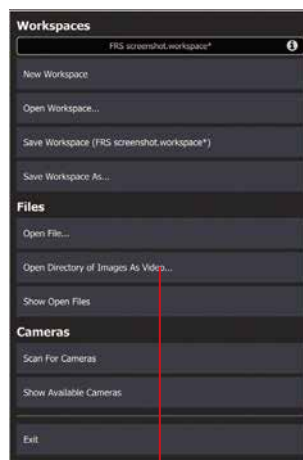 Workspaces
FRS screenshot.workspace*
New Workspace
Open Workspace...
Save Workspace (FRS screenshot.workspace*)
Save Workspace As...
Files
Open File...
Open Directory of Images As Video...
Show Open Files
Cameras
Scan For Cameras
Show Available Cameras
Exit